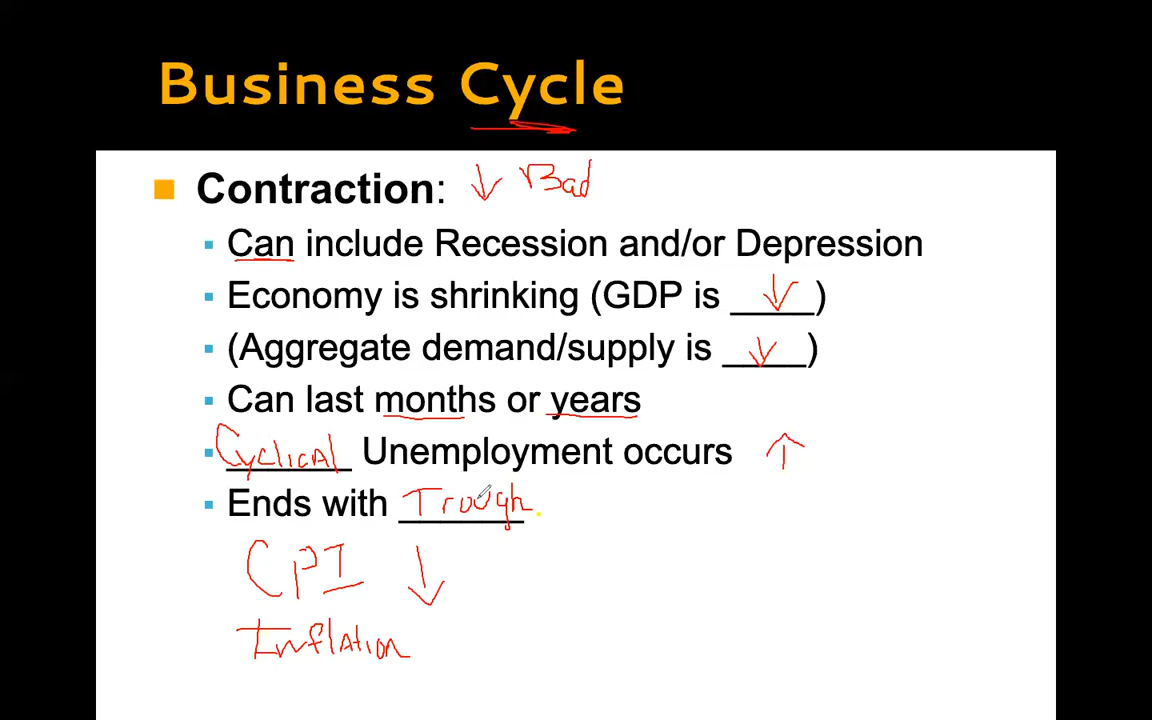 Business Cycle
Contraction: ↓ Bad
Can include Recession and/or Depression
Economy is shrinking (GDP is ↓)
(Aggregate demand/supply is ↓)
Can last months or years
Cyclical Unemployment occurs ↑
Ends with Trough.
CPI ↓
Inflation